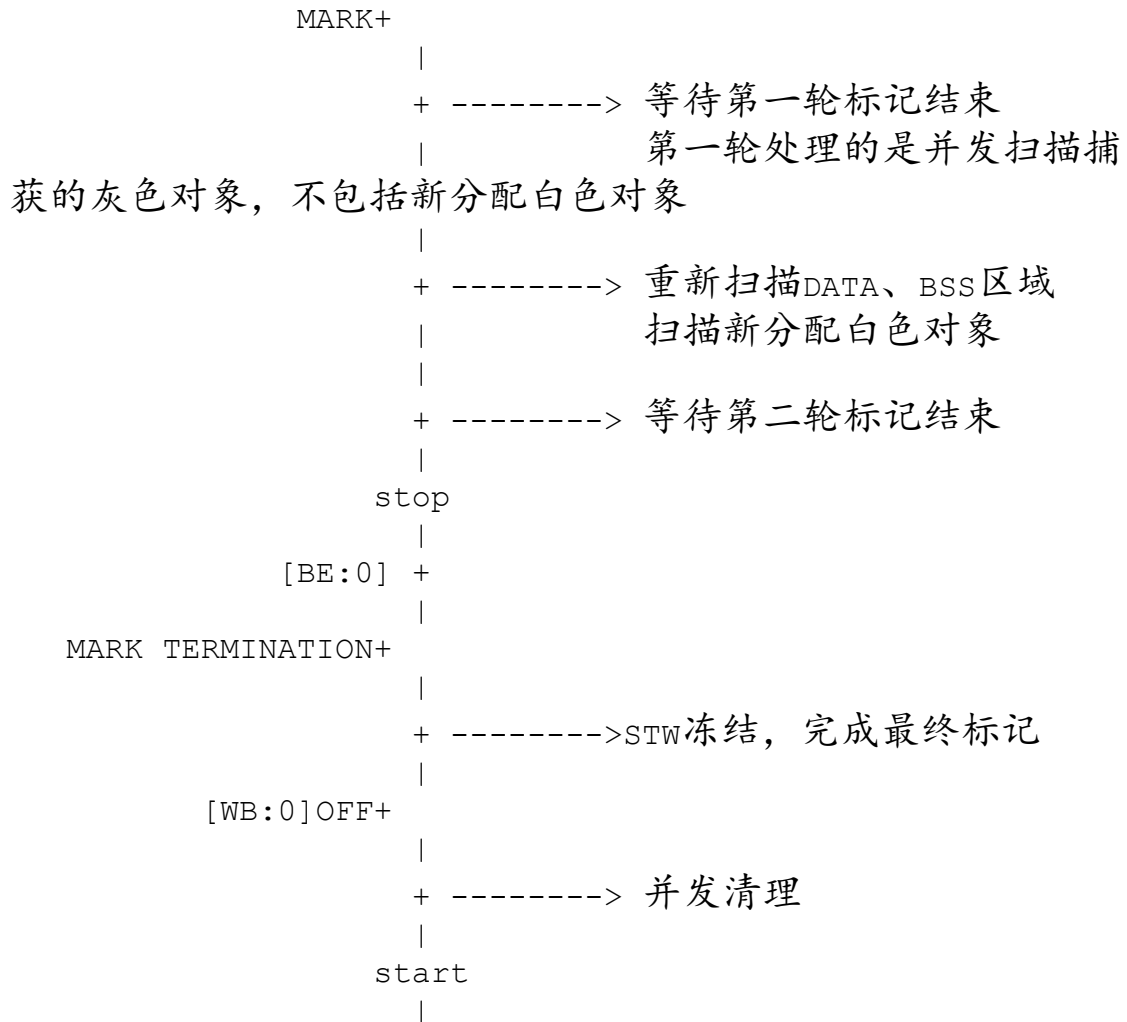 MARK+
|
+ --------> 等待第一轮标记结束
| 第一轮处理的是并发扫描捕
获的灰色对象，不包括新分配白色对象
|
+ --------> 重新扫描DATA、BSS区域
| 扫描新分配白色对象
|
+ --------> 等待第二轮标记结束
|
stop
|
[BE:0] +
|
MARK TERMINATION+
|
+ -------->STW冻结，完成最终标记
|
[WB:0]OFF+
|
+ --------> 并发清理
|
start
|